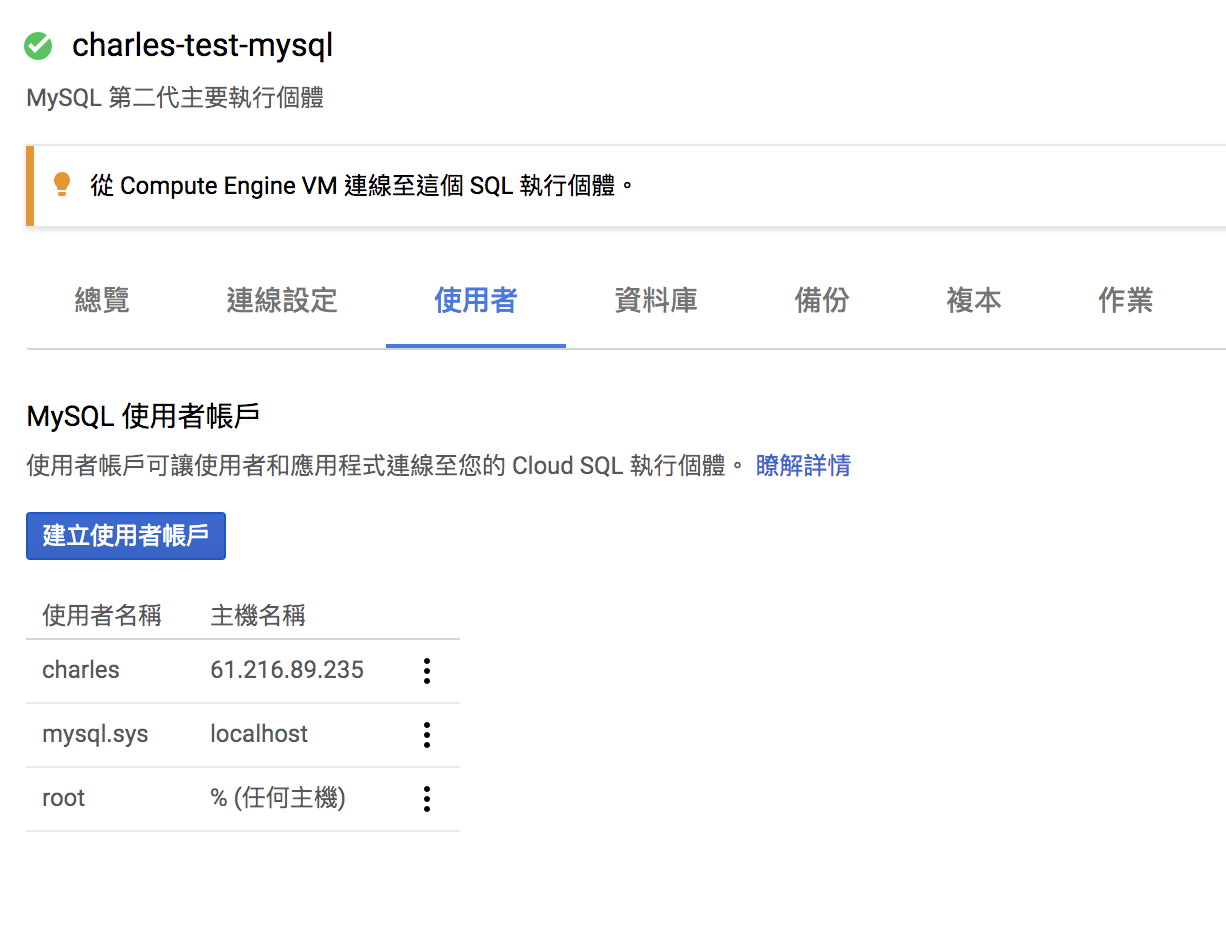 charles-test-mysql
MySQL 第二代主要執行個體
從 Compute Engine VM 連線至這個 SQL 執行個體。
總覽 連線設定 使用者 資料庫 備份 複本 作業
MySQL 使用者帳戶
使用者帳戶可讓使用者和應用程式連線至您的 Cloud SQL 執行個體。 瞭解詳情
建立使用者帳戶
使用者名稱 主機名稱
charles 61.216.89.235
mysql.sys localhost
root % (任何主機)